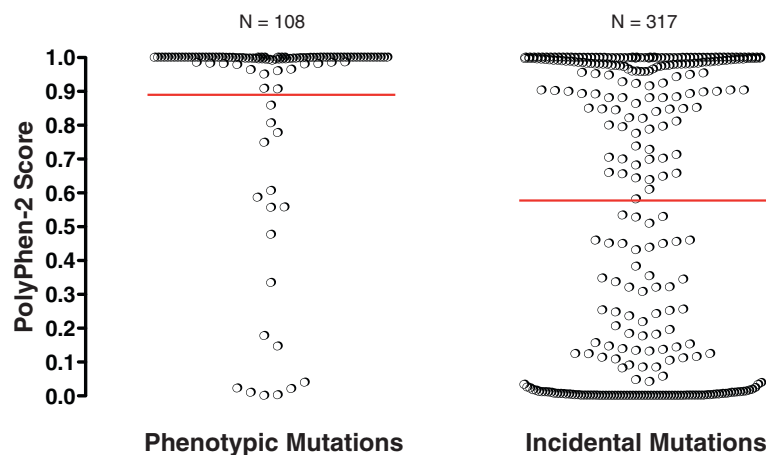 N = 108
N = 317
PolyPhen-2 Score
1.0
0.9
0.8
0.7
0.6
0.5
0.4
0.3
0.2
0.1
0.0
Phenotypic Mutations
Incidental Mutations